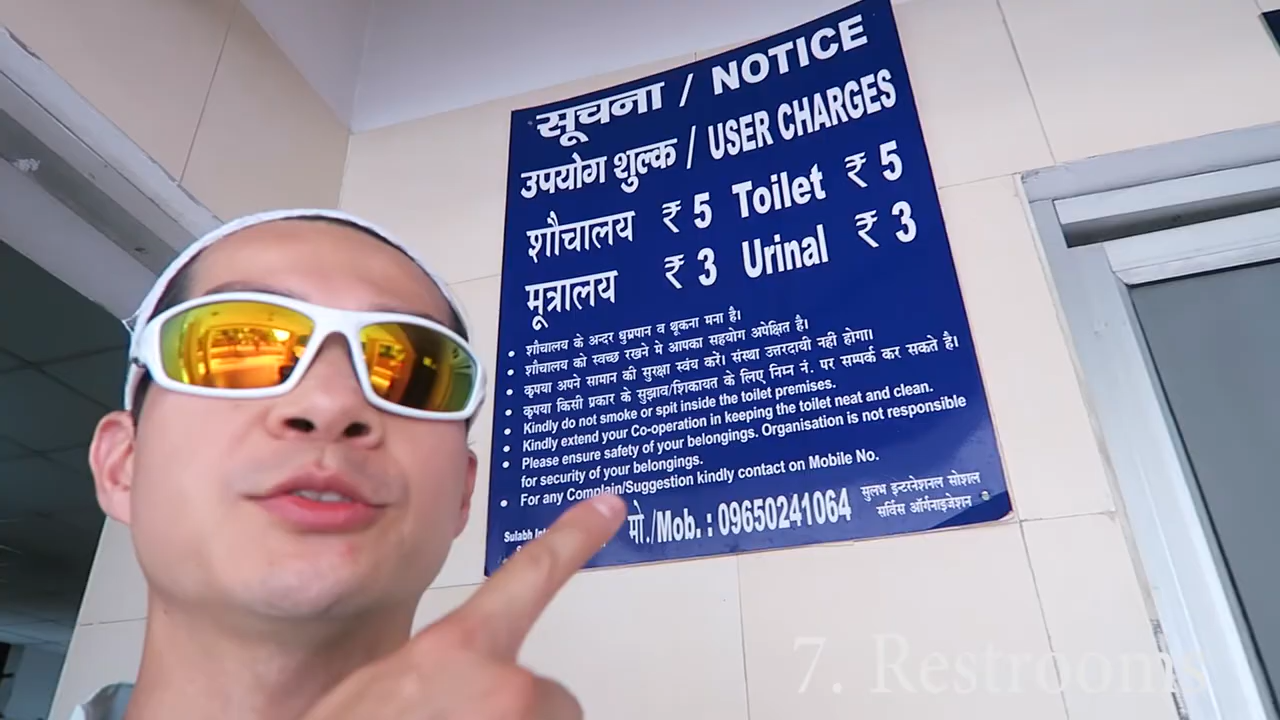 सूचना / NOTICE
उपयोग शुल्क / USER CHARGES
शौचालय ₹ 5 Toilet ₹ 5
मूत्रालय ₹ 3 Urinal ₹ 3
• शौचालय के अन्दर धुम्रपान व थूकना मना है।
• शौचालय को स्वच्छ रखने मे आपका सहयोग अपेक्षित है।
• कृपया अपने सामान की सुरक्षा स्वंय करें। संस्था उत्तरदायी नहीं होगा।
• कृपया किसी प्रकार के सुझाव/शिकायत के लिए निम्न नं. पर सम्पर्क कर सकते है।
• Kindly do not smoke or spit inside the toilet premises.
• Kindly extend your Co-operation in keeping the toilet neat and clean.
• Please ensure safety of your belongings. Organisation is not responsible
for security of your belongings.
• For any Complain/Suggestion kindly contact on Mobile No.
Sulabh
मो./Mob. : 09650241064
सुलभ इन्टरनेशनल सोशल
सर्विस ऑर्गनाइजेशन
7. Restrooms